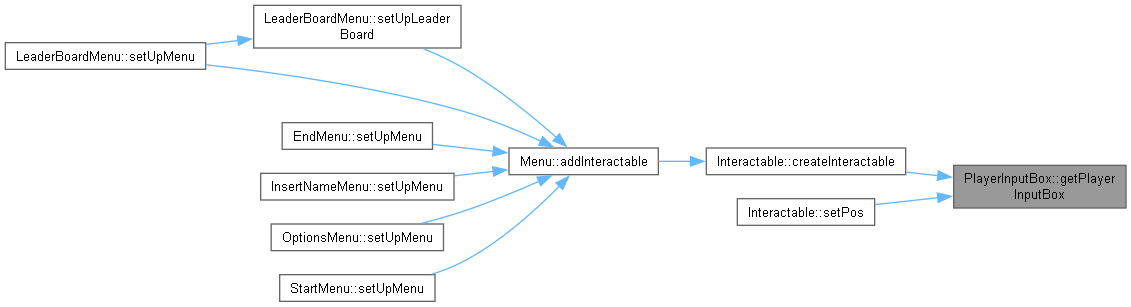 LeaderBoardMenu::setUpLeader
Board
LeaderBoardMenu::setUpMenu
EndMenu::setUpMenu
Menu::addInteractable
Interactable::createInteractable
PlayerInputBox::getPlayer
InputBox
InsertNameMenu::setUpMenu
Interactable::setPos
OptionsMenu::setUpMenu
StartMenu::setUpMenu